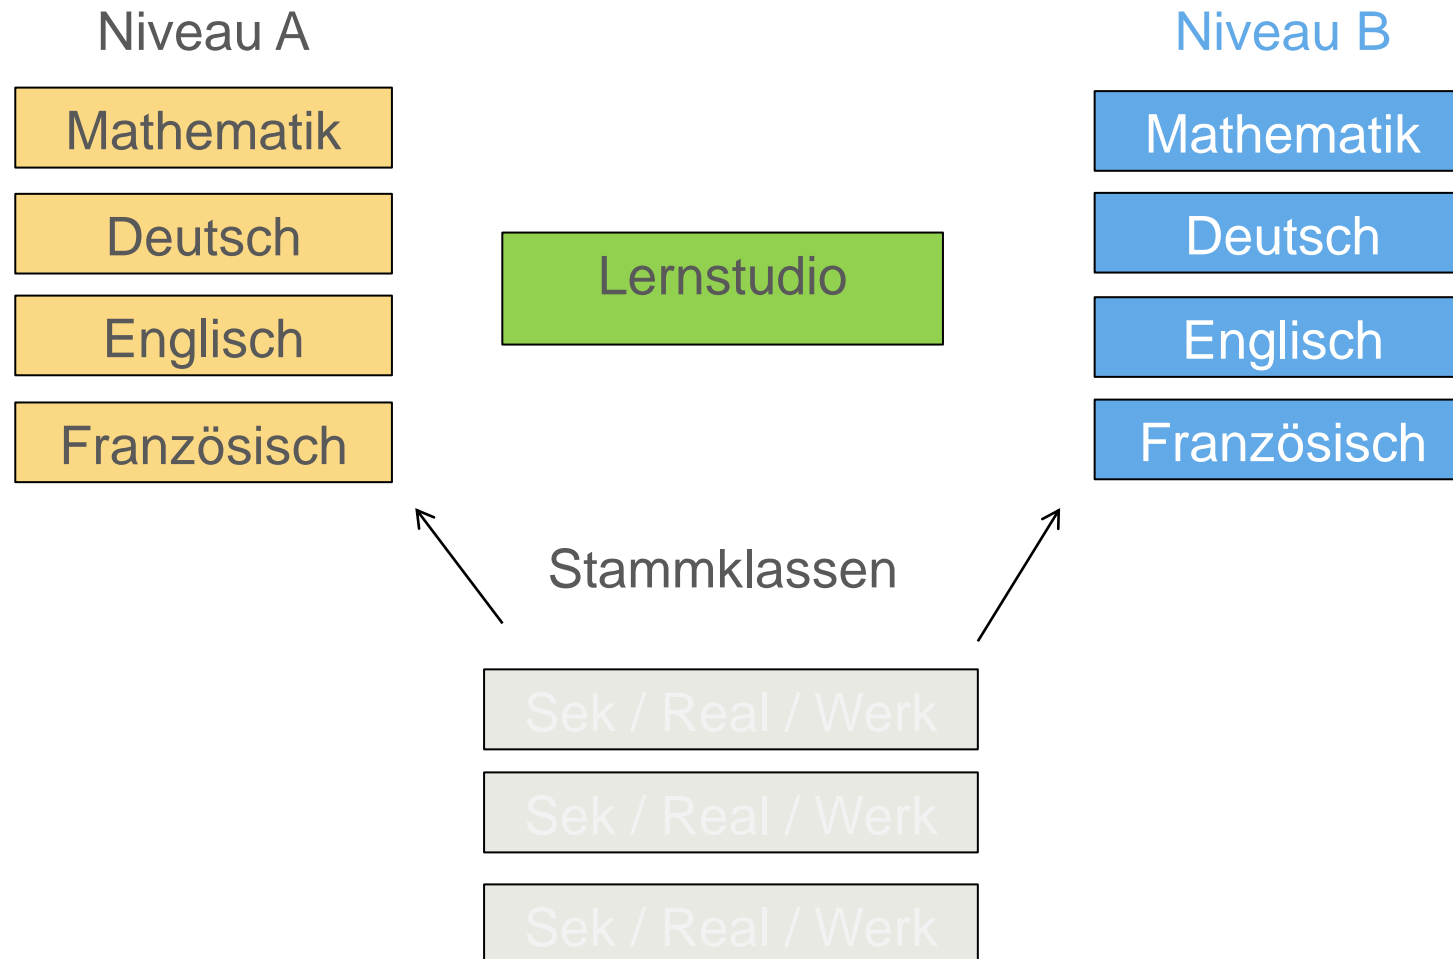 Niveau A
Mathematik
Deutsch
Englisch
Französisch
Lernstudio
Niveau B
Mathematik
Deutsch
Englisch
Französisch
Stammklassen
Sek / Real / Werk
Sek / Real / Werk
Sek / Real / Werk